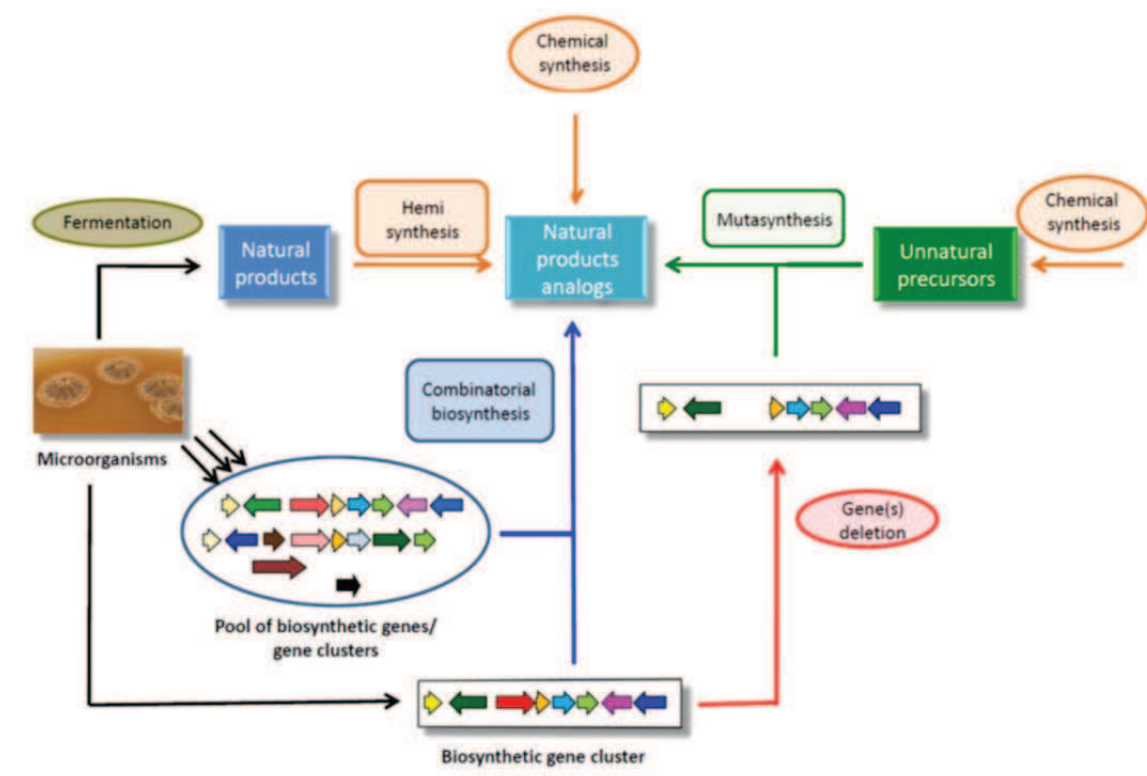 Chemical
synthesis
Fermentation
Hemi
synthesis
Mutasynthesis
Chemical
synthesis
Natural
products
Natural
products
analogs
Unnatural
precursors
Combinatorial
biosynthesis
Microorganisms
Gene(s)
deletion
Pool of biosynthetic genes/
gene clusters
Biosynthetic gene cluster